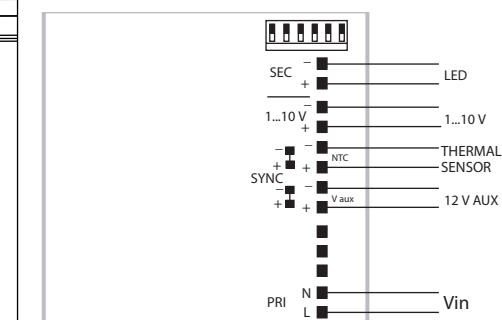 −
SEC
+
LED
−
1...10 V
+
1...10 V
−
−
NTC
THERMAL
+
+
SENSOR
SYNC
−
−
+
V aux
+
12 V AUX
N
PRI
L
Vin